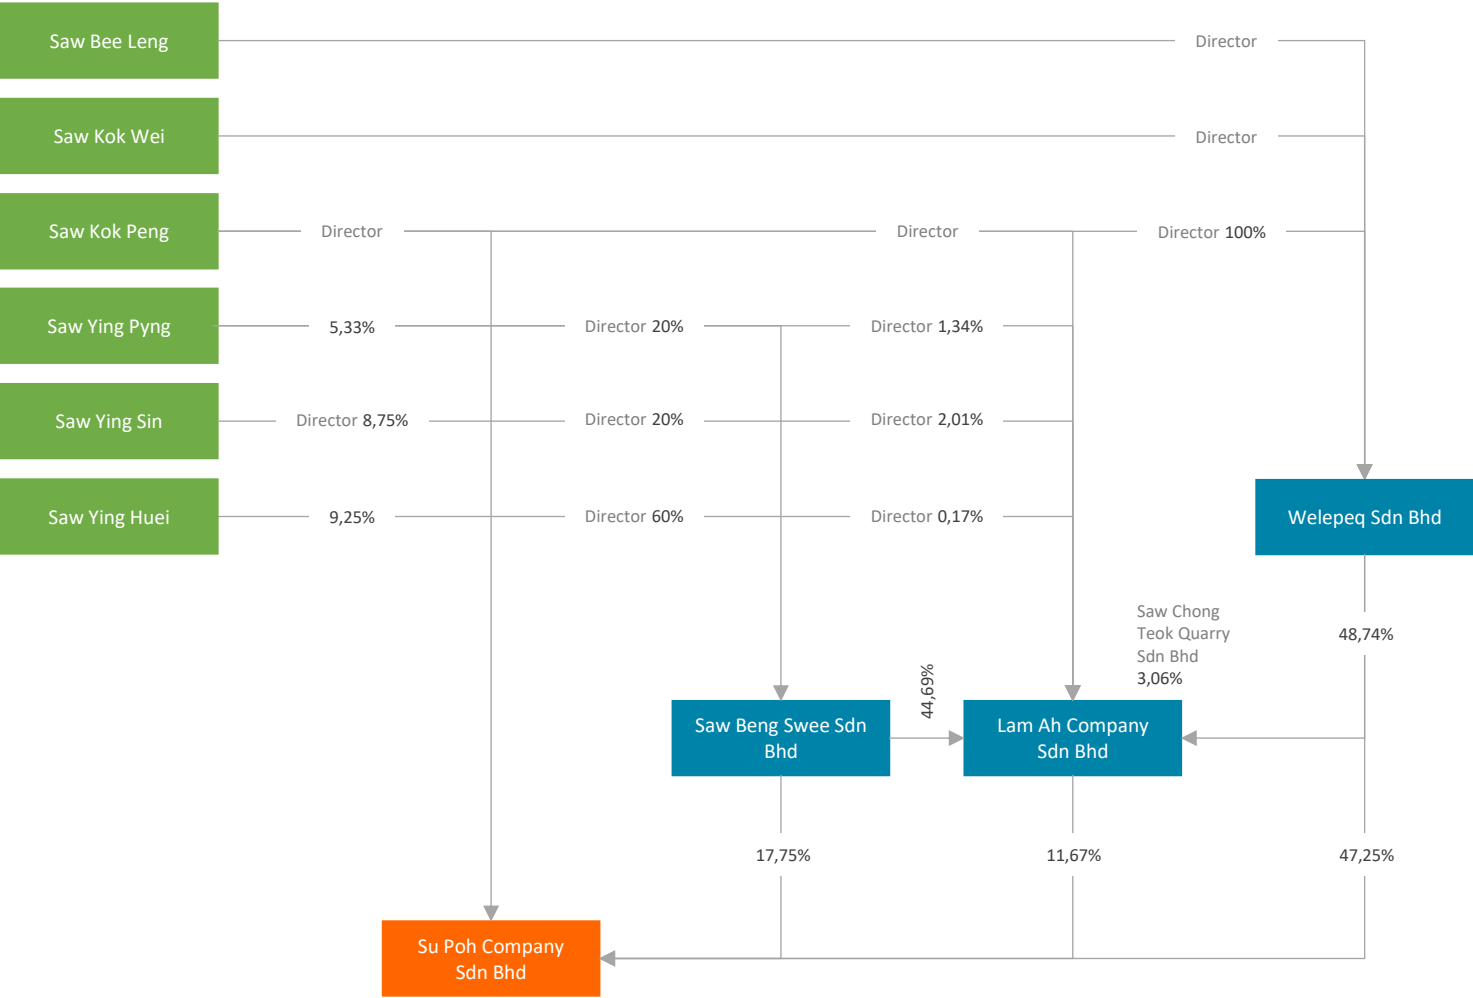 Saw Bee Leng
Director
Saw Kok Wei
Director
Saw Kok Peng
Director
Director
Director 100%
Saw Ying Pyng
5,33%
Director 20%
Director 1,34%
Saw Ying Sin
Director 8,75%
Director 20%
Director 2,01%
Saw Ying Huei
9,25%
Director 60%
Director 0,17%
Welepeq Sdn Bhd
Saw Chong
Teok Quarry
Sdn Bhd
3,06%
48,74%
44,69%
Saw Beng Swee Sdn
Bhd
Lam Ah Company
Sdn Bhd
17,75%
11,67%
47,25%
Su Poh Company
Sdn Bhd